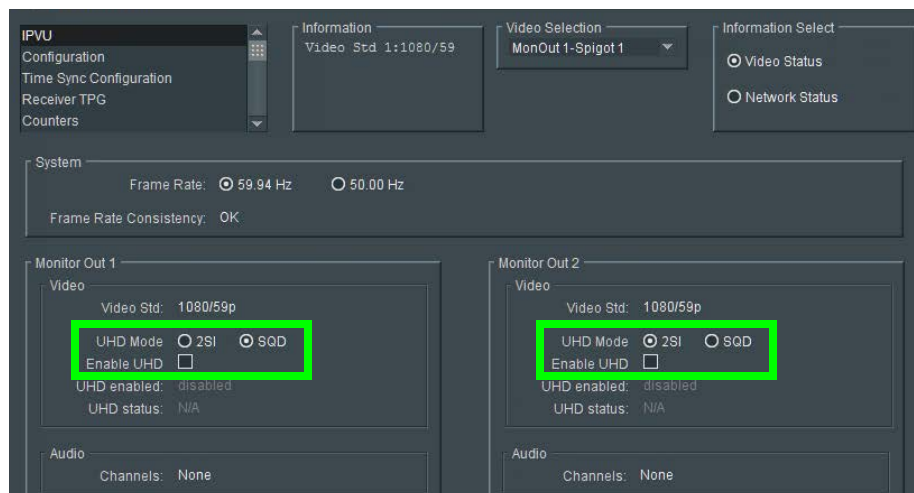 IPVU
Configuration
Time Sync Configuration
Receiver TPG
Counters
Information
Video Std 1:1080/59
Video Selection
MonOut 1-Spigot 1
Information Select
Video Status
Network Status
System
Frame Rate: 59.94 Hz 50.00 Hz
Frame Rate Consistency: OK
Monitor Out 1
Video
Video Std: 1080/59p
UHD Mode 2SI SQD
Enable UHD
UHD enabled: disabled
UHD status: N/A
Audio
Channels: None
Monitor Out 2
Video
Video Std: 1080/59p
UHD Mode 2SI SQD
Enable UHD
UHD enabled: disabled
UHD status: N/A
Audio
Channels: None